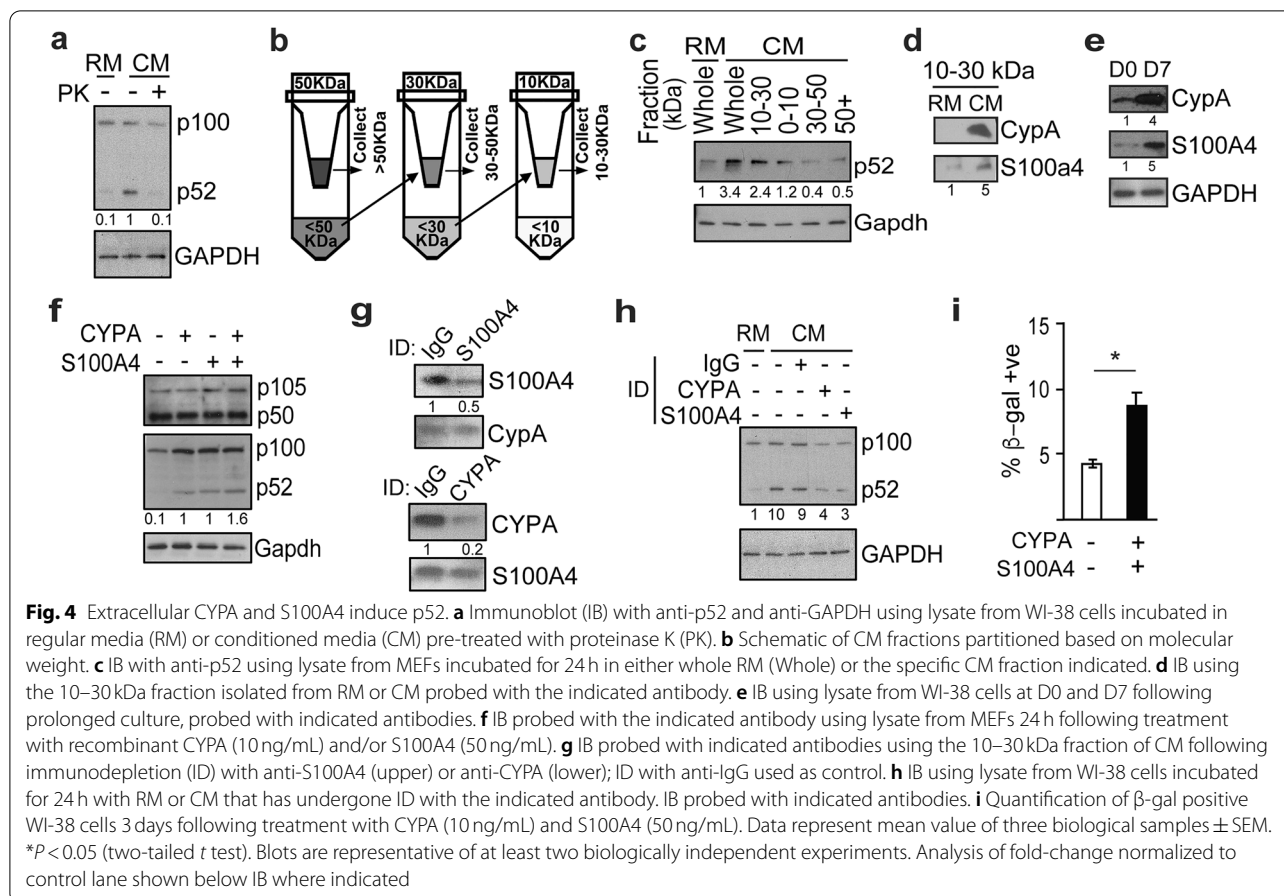 a
RM CM
PK - - +
p100
p52
0.1 1 0.1
GAPDH
b
50KDa 30KDa 10KDa
Collect >50KDa
Collect 30-50KDa
Collect 10-30KDa
<50 KDa
<30 KDa
<10 KDa
c
RM CM
Fraction (kDa)
Whole Whole 10-30 0-10 30-50 50+
p52
1 3.4 2.4 1.2 0.4 0.5
Gapdh
d
10-30 kDa
RM CM
CypA
S100a4
1 5
e
D0 D7
CypA
1 4
S100A4
1 5
GAPDH
f
CYPA - + - +
S100A4 - - + +
p105
p50
p100
p52
0.1 1 1 1.6
Gapdh
g
ID: IgG S100A4
S100A4
1 0.5
CypA
ID: IgG CYPA
CYPA
1 0.2
S100A4
h
RM CM
ID
IgG - - + - -
CYPA - - - + -
S100A4 - - - - +
p100
p52
1 10 9 4 3
GAPDH
i
*
% β-gal +ve
15
10
5
CYPA - +
S100A4 - +
Fig. 4 Extracellular CYPA and S100A4 induce p52. a Immunoblot (IB) with anti-p52 and anti-GAPDH using lysate from WI-38 cells incubated in
regular media (RM) or conditioned media (CM) pre-treated with proteinase K (PK). b Schematic of CM fractions partitioned based on molecular
weight. c IB with anti-p52 using lysate from MEFs incubated for 24 h in either whole RM (Whole) or the specific CM fraction indicated. d IB using
the 10–30 kDa fraction isolated from RM or CM probed with the indicated antibody. e IB using lysate from WI-38 cells at D0 and D7 following
prolonged culture, probed with indicated antibodies. f IB probed with the indicated antibody using lysate from MEFs 24 h following treatment
with recombinant CYPA (10 ng/mL) and/or S100A4 (50 ng/mL). g IB probed with indicated antibodies using the 10–30 kDa fraction of CM following
immunodepletion (ID) with anti-S100A4 (upper) or anti-CYPA (lower); ID with anti-IgG used as control. h IB using lysate from WI-38 cells incubated
for 24 h with RM or CM that has undergone ID with the indicated antibody. IB probed with indicated antibodies. i Quantification of β-gal positive
WI-38 cells 3 days following treatment with CYPA (10 ng/mL) and S100A4 (50 ng/mL). Data represent mean value of three biological samples ± SEM.
*P < 0.05 (two-tailed t test). Blots are representative of at least two biologically independent experiments. Analysis of fold-change normalized to
control lane shown below IB where indicated